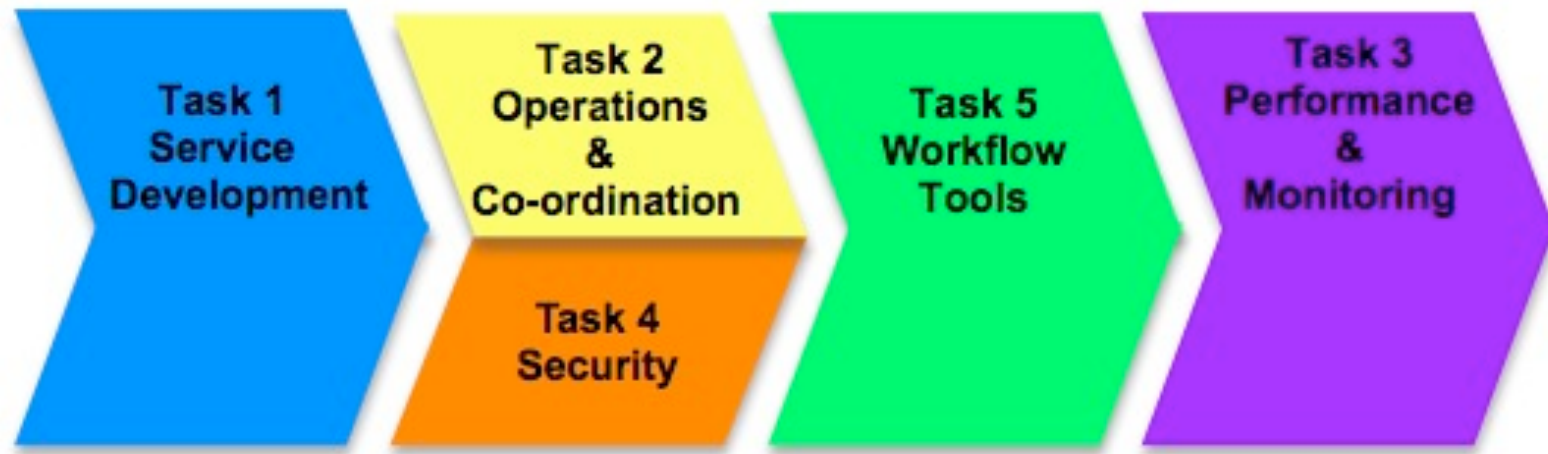 Task 1
Service
Development
Task 2
Operations
&
Co-ordination
Task 4
Security
Task 5
Workflow
Tools
Task 3
Performance
&
Monitoring